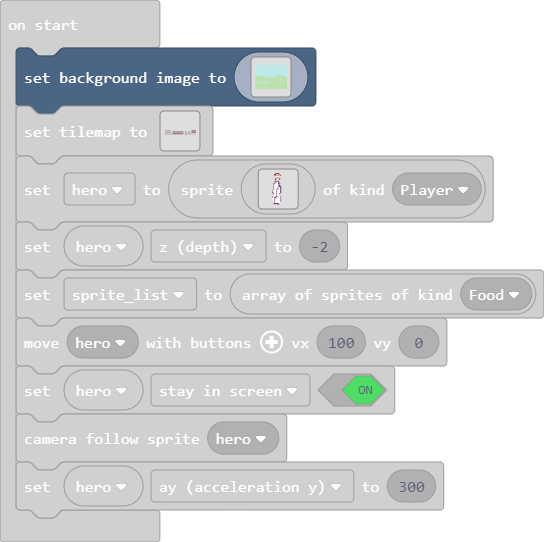 on start
set background image to
set tilemap to
set hero to sprite of kind Player
set hero z (depth) to -2
set sprite_list to array of sprites of kind Food
move hero with buttons vx 100 vy 0
set hero stay in screen ON
camera follow sprite hero
set hero ay (acceleration y) to 300